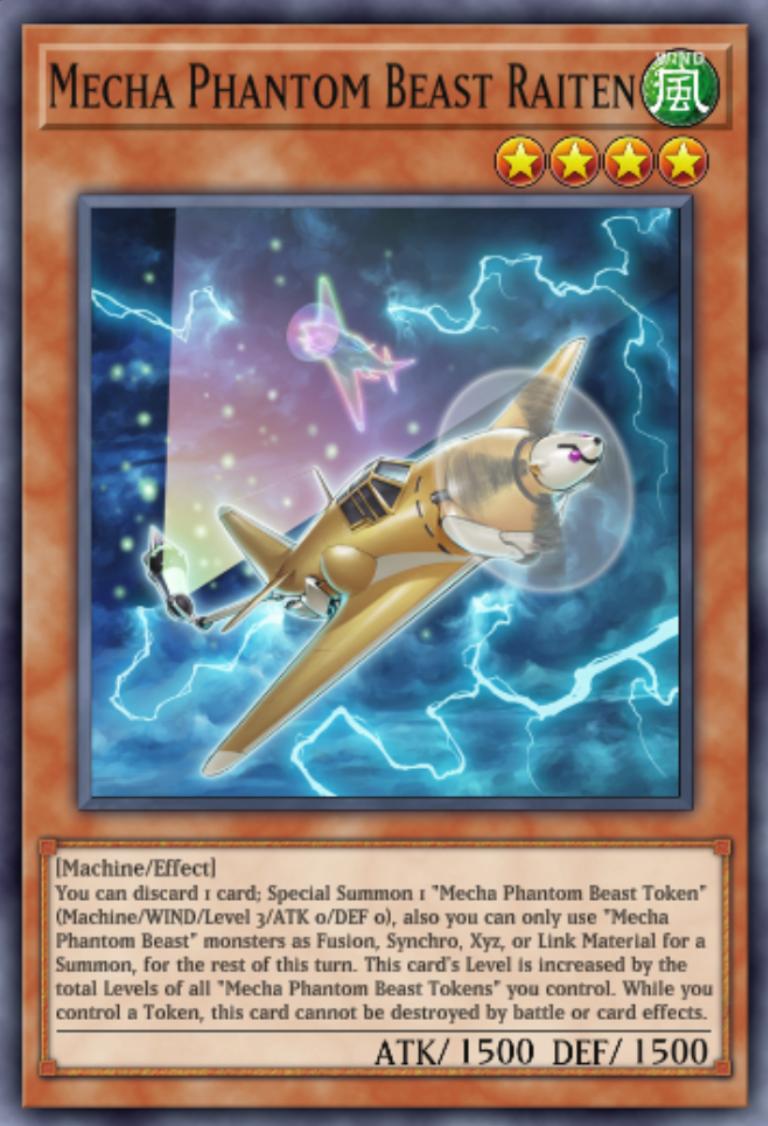 MECHA PHANTOM BEAST RAITEN
WIND
風
[Machine/Effect]
You can discard 1 card; Special Summon 1 "Mecha Phantom Beast Token"
(Machine/WIND/Level 3/ATK 0/DEF 0), also you can only use "Mecha
Phantom Beast" monsters as Fusion, Synchro, Xyz, or Link Material for a
Summon, for the rest of this turn. This card's Level is increased by the
total Levels of all "Mecha Phantom Beast Tokens" you control. While you
control a Token, this card cannot be destroyed by battle or card effects.
ATK/ 1500 DEF/ 1500